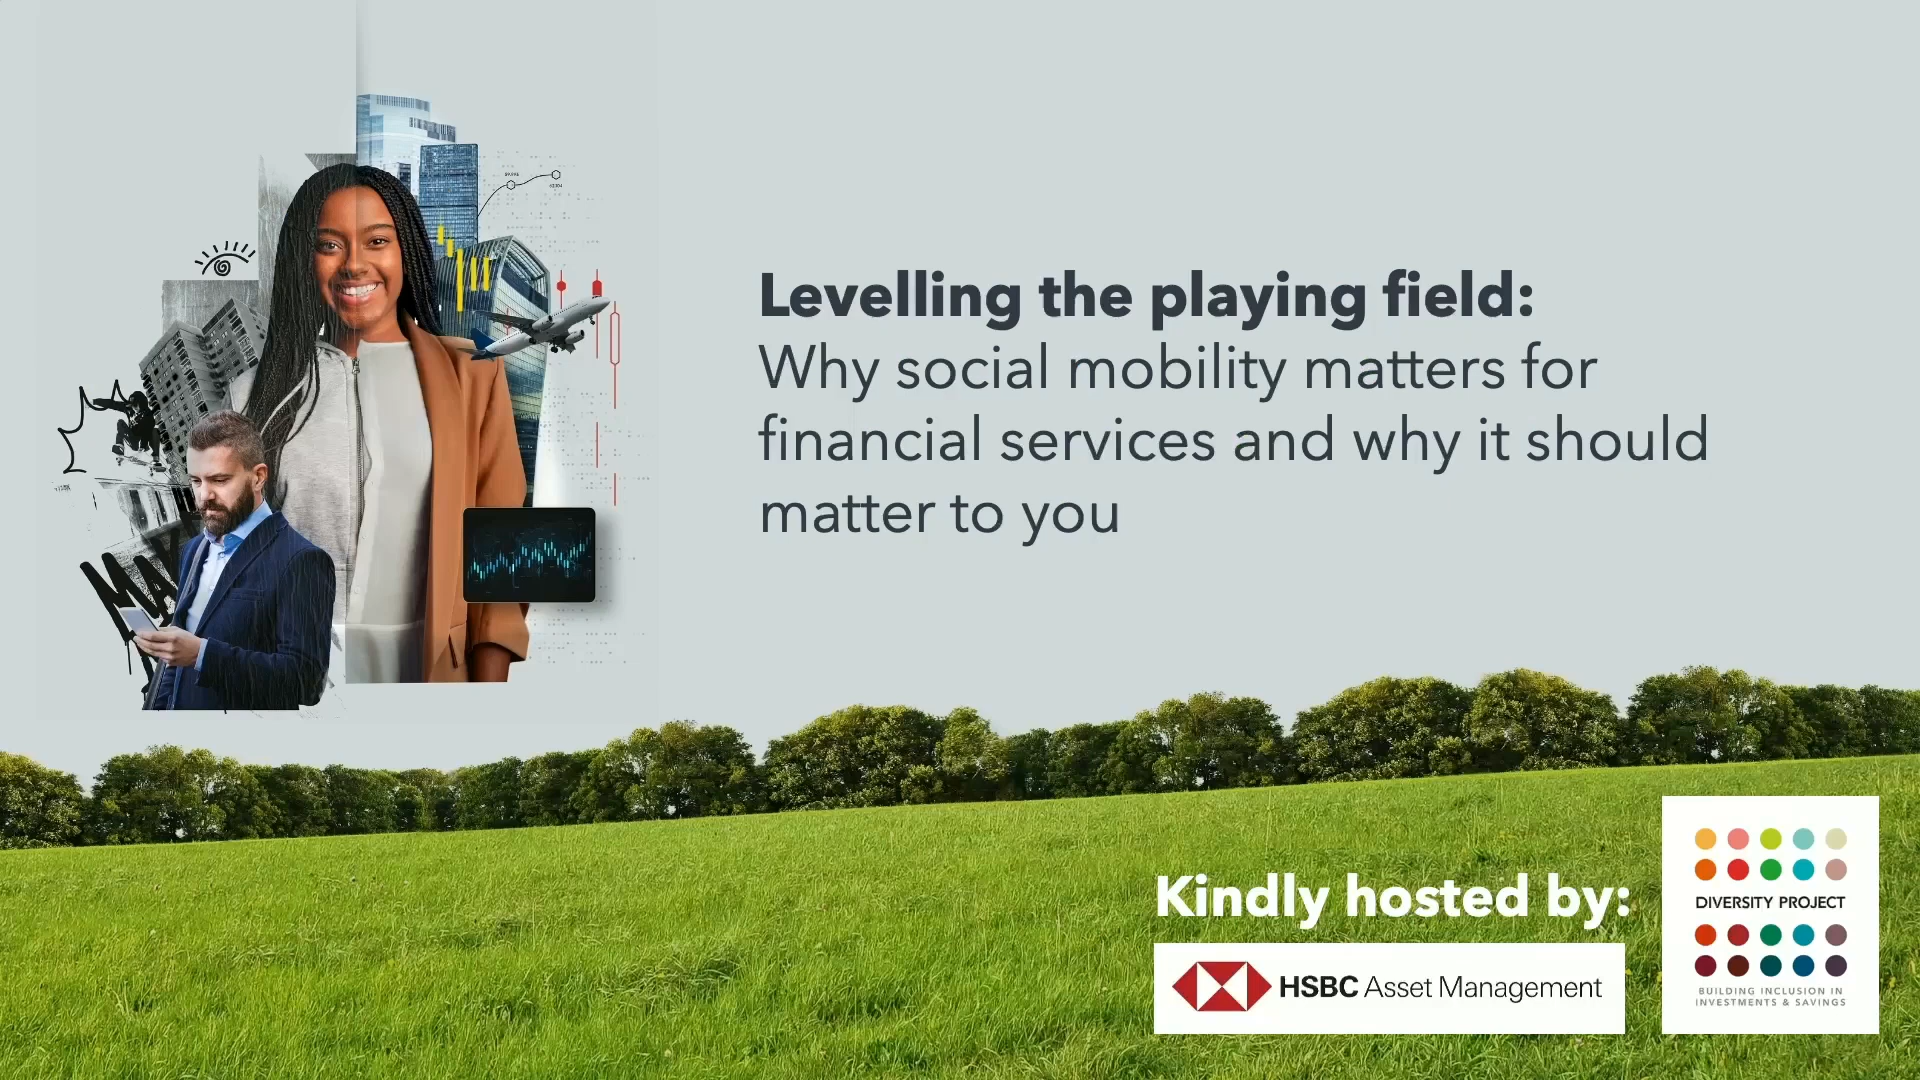 Levelling the playing field:
Why social mobility matters for
financial services and why it should
matter to you
Kindly hosted by:
HSBC Asset Management
DIVERSITY PROJECT
BUILDING INCLUSION IN
INVESTMENTS & SAVINGS